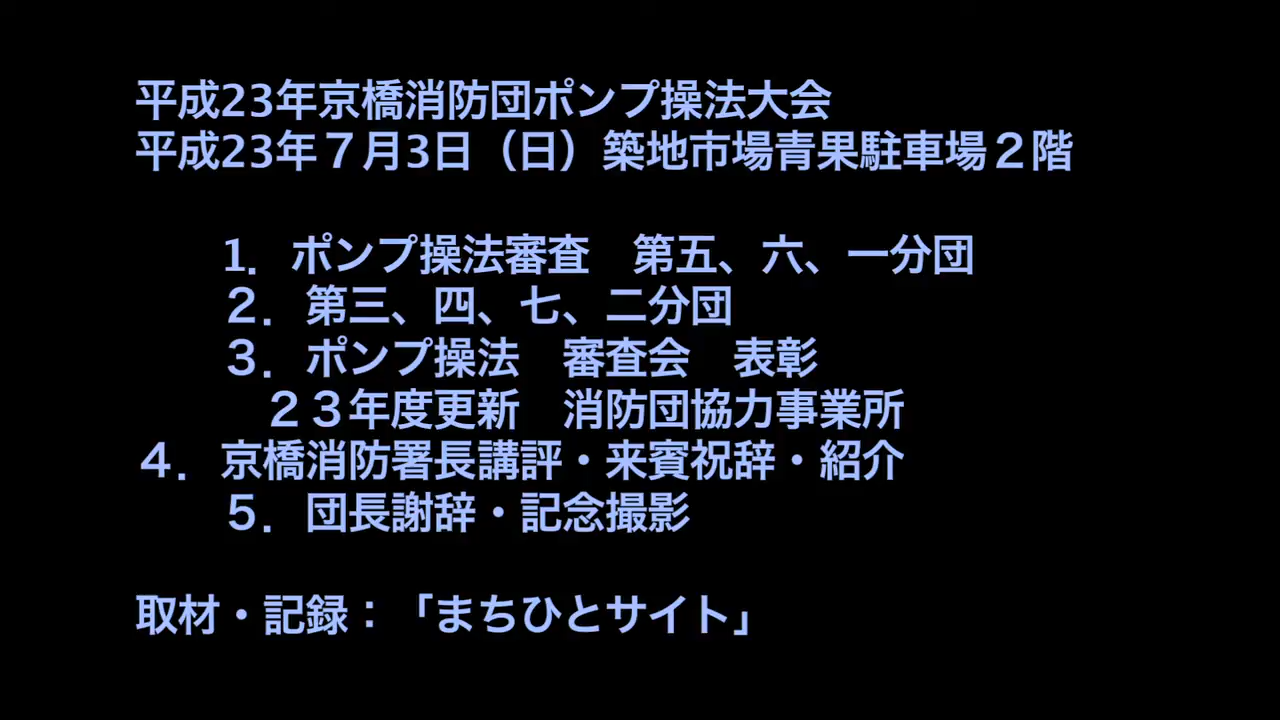 平成23年京橋消防団ポンプ操法大会
平成23年７月3日（日）築地市場青果駐車場２階
1．ポンプ操法審査　第五、六、一分団
２．第三、四、七、二分団
３．ポンプ操法　審査会　表彰
２３年度更新　消防団協力事業所
４．京橋消防署長講評・来賓祝辞・紹介
５．団長謝辞・記念撮影
取材・記録：「まちひとサイト」